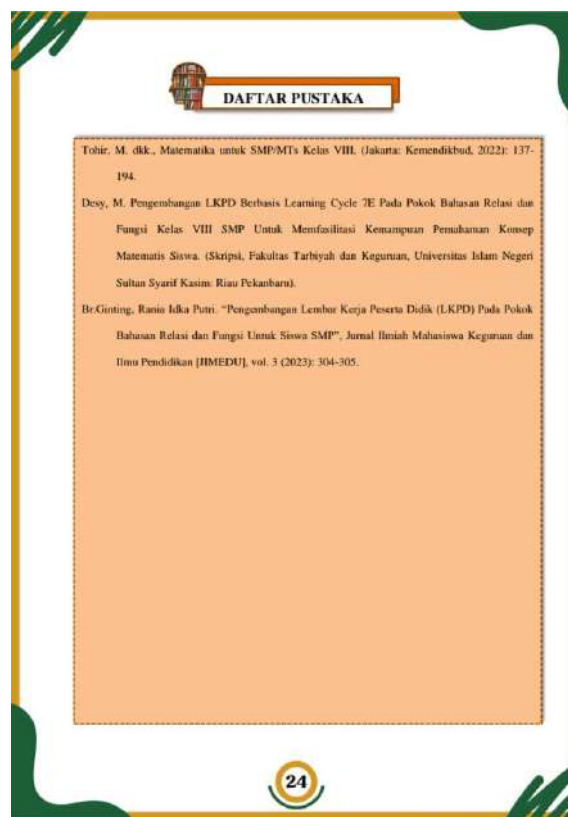 DAFTAR PUSTAKA
Tohir, M. dkk., Matematika untuk SMP/MTs Kelas VIII, (Jakarta: Kemendikbud, 2022): 137-
194.
Desy, M. Pengembangan LKPD Berbasis Learning Cycle 7E Pada Pokok Bahasan Relasi dan
Fungsi Kelas VIII SMP Untuk Memfasilitasi Kemampuan Pemahaman Konsep
Matematis Siswa. (Skripsi, Fakultas Tarbiyah dan Keguruan, Universitas Islam Negeri
Sultan Syarif Kasim: Riau Pekanbaru).
Br.Ginting, Rania Idka Putri. “Pengembangan Lembar Kerja Peserta Didik (LKPD) Pada Pokok
Bahasan Relasi dan Fungsi Untuk Siswa SMP”, Jurnal Ilmiah Mahasiswa Keguruan dan
Ilmu Pendidikan [JIMEDU], vol. 3 (2023): 304-305.
24